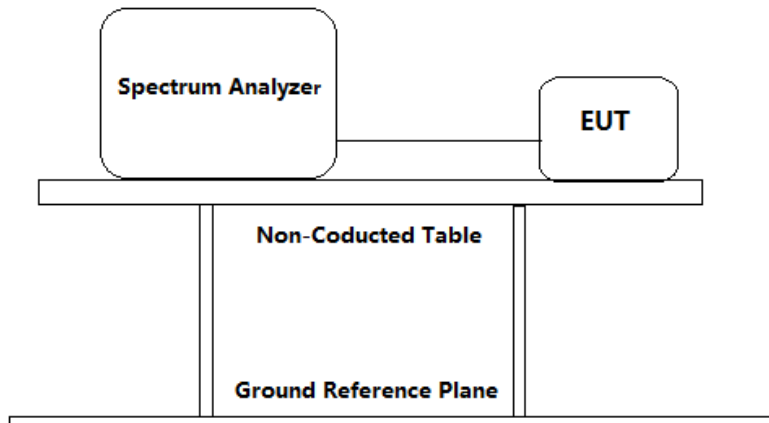 Spectrum Analyzer
EUT
Non-Coducted Table
Ground Reference Plane